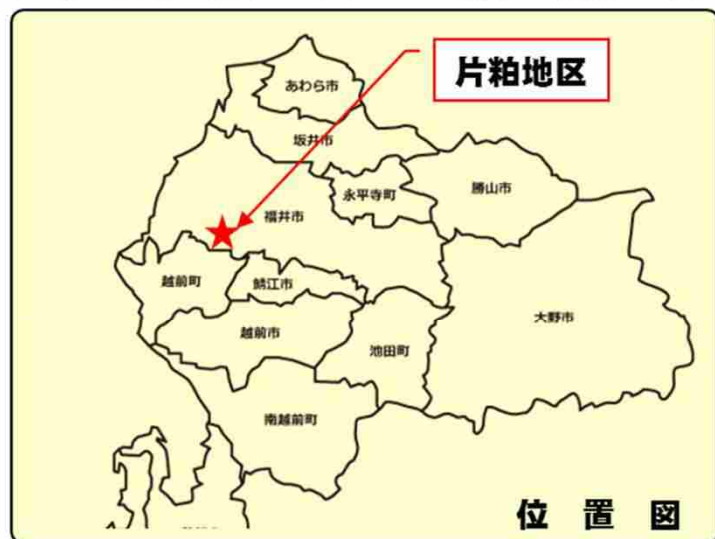 片粕地区
あわら市
坂井市
永平寺町
勝山市
福井市
越前町
鯖江市
大野市
越前市
池田町
南越前町
位置図